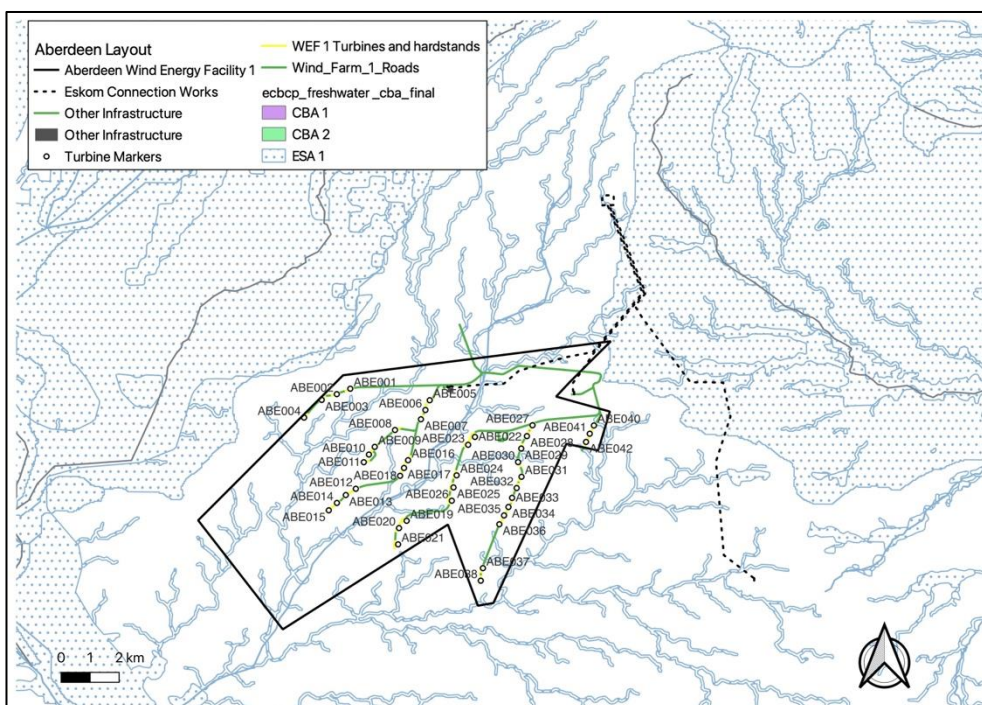 Aberdeen Layout
Aberdeen Wind Energy Facility 1
Eskom Connection Works
Other Infrastructure
Other Infrastructure
Turbine Markers
WEF 1 Turbines and hardstands
Wind_Farm_1_Roads
ecbcp_freshwater _cba_final
CBA 1
CBA 2
ESA 1
ABE001
ABE002
ABE003
ABE004
ABE005
ABE006
ABE007
ABE008
ABE009
ABE010
ABE011
ABE012
ABE013
ABE014
ABE015
ABE016
ABE017
ABE018
ABE019
ABE020
ABE021
ABE022
ABE023
ABE024
ABE025
ABE026
ABE027
ABE028
ABE029
ABE030
ABE031
ABE032
ABE033
ABE034
ABE035
ABE036
ABE037
ABE038
ABE040
ABE041
ABE042
0 1 2 km